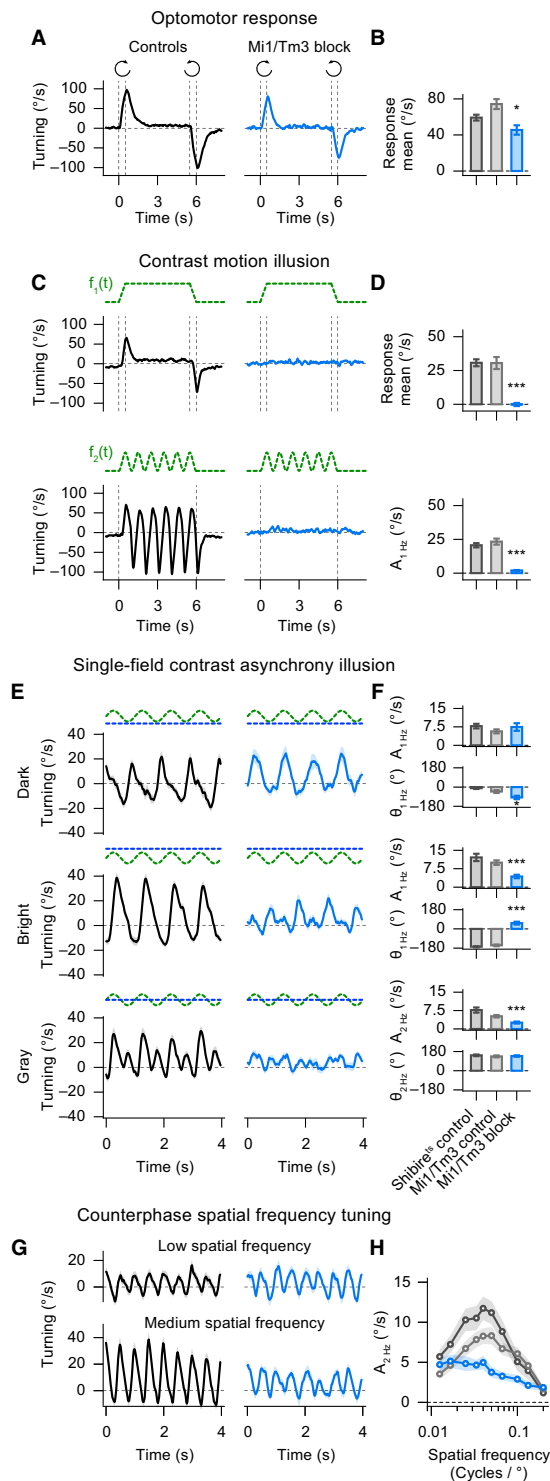 Optomotor response
A
Controls
Mi1/Tm3 block
B
Turning (°/s)
100
50
0
−50
−100
0 3 6
Time (s)
0 3 6
Time (s)
Response
mean (°/s)
80
40
0
*
Contrast motion illusion
C
D
f1(t)
Turning (°/s)
100
50
0
−50
−100
0 3 6
Time (s)
0 3 6
Time (s)
Response
mean (°/s)
50
25
0
***
f2(t)
Turning (°/s)
100
50
0
−50
−100
0 3 6
Time (s)
0 3 6
Time (s)
A1 Hz (°/s)
50
25
0
***
Single-field contrast asynchrony illusion
E
F
Dark
Turning (°/s)
40
20
0
−20
−40
A1 Hz (°/s)
15
7.5
0
θ1 Hz (°)
180
0
−180
*
Bright
Turning (°/s)
40
20
0
−20
−40
A1 Hz (°/s)
15
7.5
0
***
θ1 Hz (°)
180
0
−180
***
Gray
Turning (°/s)
40
20
0
−20
−40
0 2 4
Time (s)
0 2 4
Time (s)
A2 Hz (°/s)
15
7.5
0
***
θ2 Hz (°)
180
0
−180
Shibirets control
Mi1/Tm3 control
Mi1/Tm3 block
Counterphase spatial frequency tuning
G
H
Low spatial frequency
Turning (°/s)
20
0
Medium spatial frequency
40
20
0
0 2 4
Time (s)
0 2 4
Time (s)
A2 Hz (°/s)
15
10
5
0
0.01 0.1
Spatial frequency
(Cycles / °)